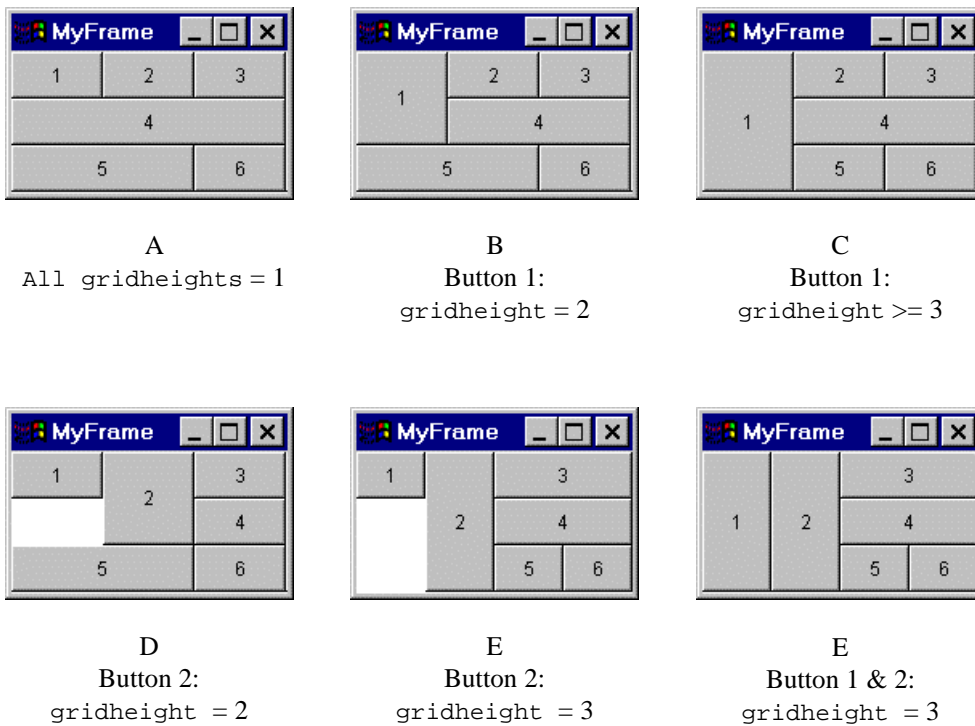 MyFrame
1 2 3
4
5 6
A
All gridheights = 1
MyFrame
1 2 3
4
5 6
B
Button 1:
gridheight = 2
MyFrame
1 2 3
4
5 6
C
Button 1:
gridheight >= 3
MyFrame
1 2 3
4
5 6
D
Button 2:
gridheight = 2
MyFrame
1 2 3
4
5 6
E
Button 2:
gridheight = 3
MyFrame
1 2 3
4
5 6
E
Button 1 & 2:
gridheight = 3